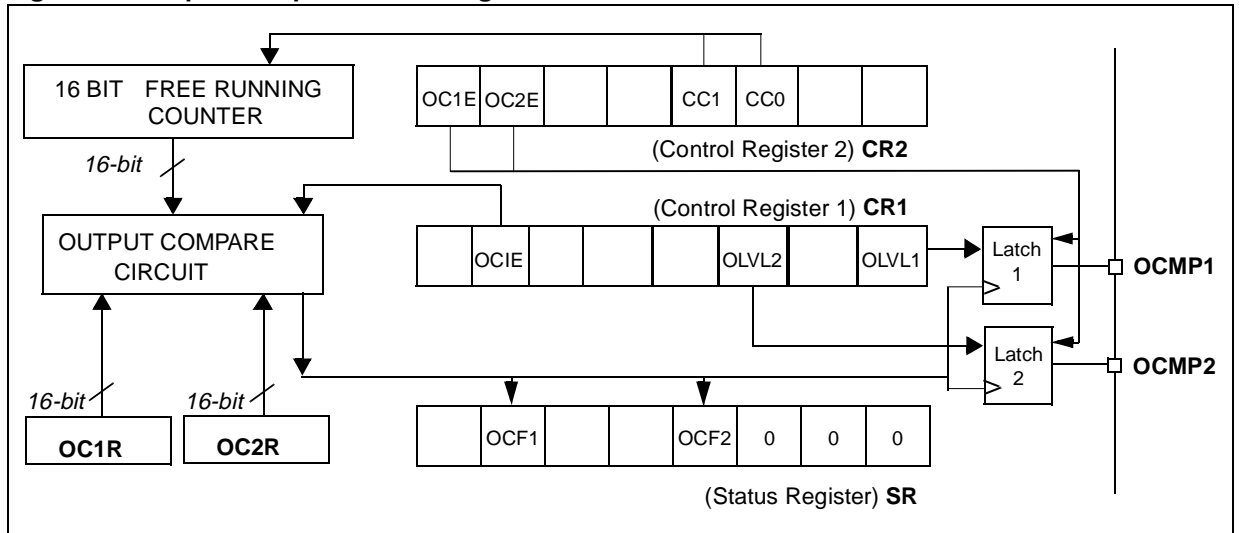 16 BIT FREE RUNNING
COUNTER
OC1E OC2E CC1 CC0
(Control Register 2) CR2
16-bit
(Control Register 1) CR1
OUTPUT COMPARE
CIRCUIT
OCIE OLVL2 OLVL1
Latch
1
OCMP1
Latch
2
OCMP2
16-bit 16-bit
OC1R OC2R
OCF1 OCF2 0 0 0
(Status Register) SR